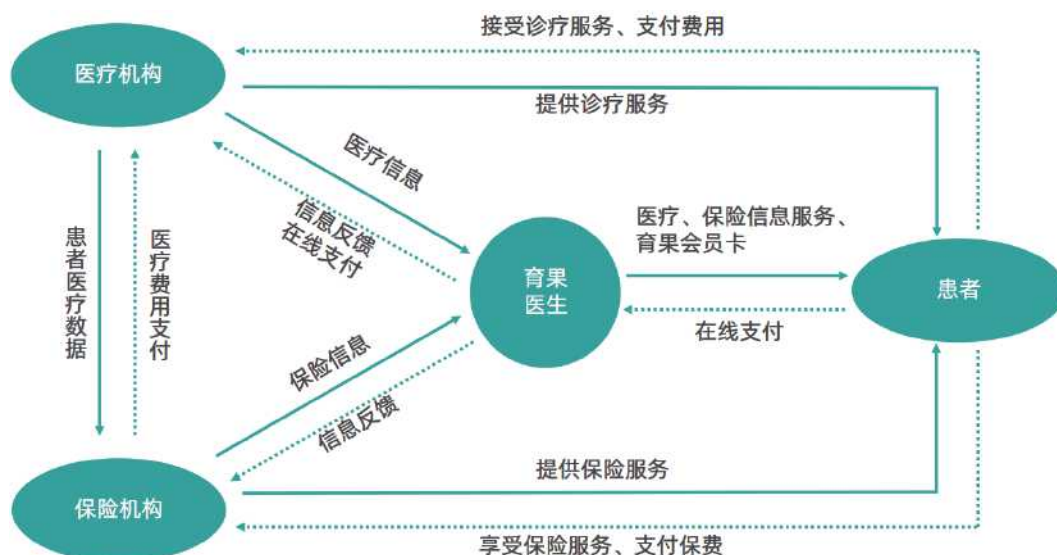 接受诊疗服务、支付费用
医疗机构
提供诊疗服务
医疗信息
信息反馈
在线支付
医疗、保险信息服务、
育果会员卡
患者医疗数据
医疗费用支付
育果
医生
患者
在线支付
保险信息
信息反馈
提供保险服务
保险机构
享受保险服务、支付保费